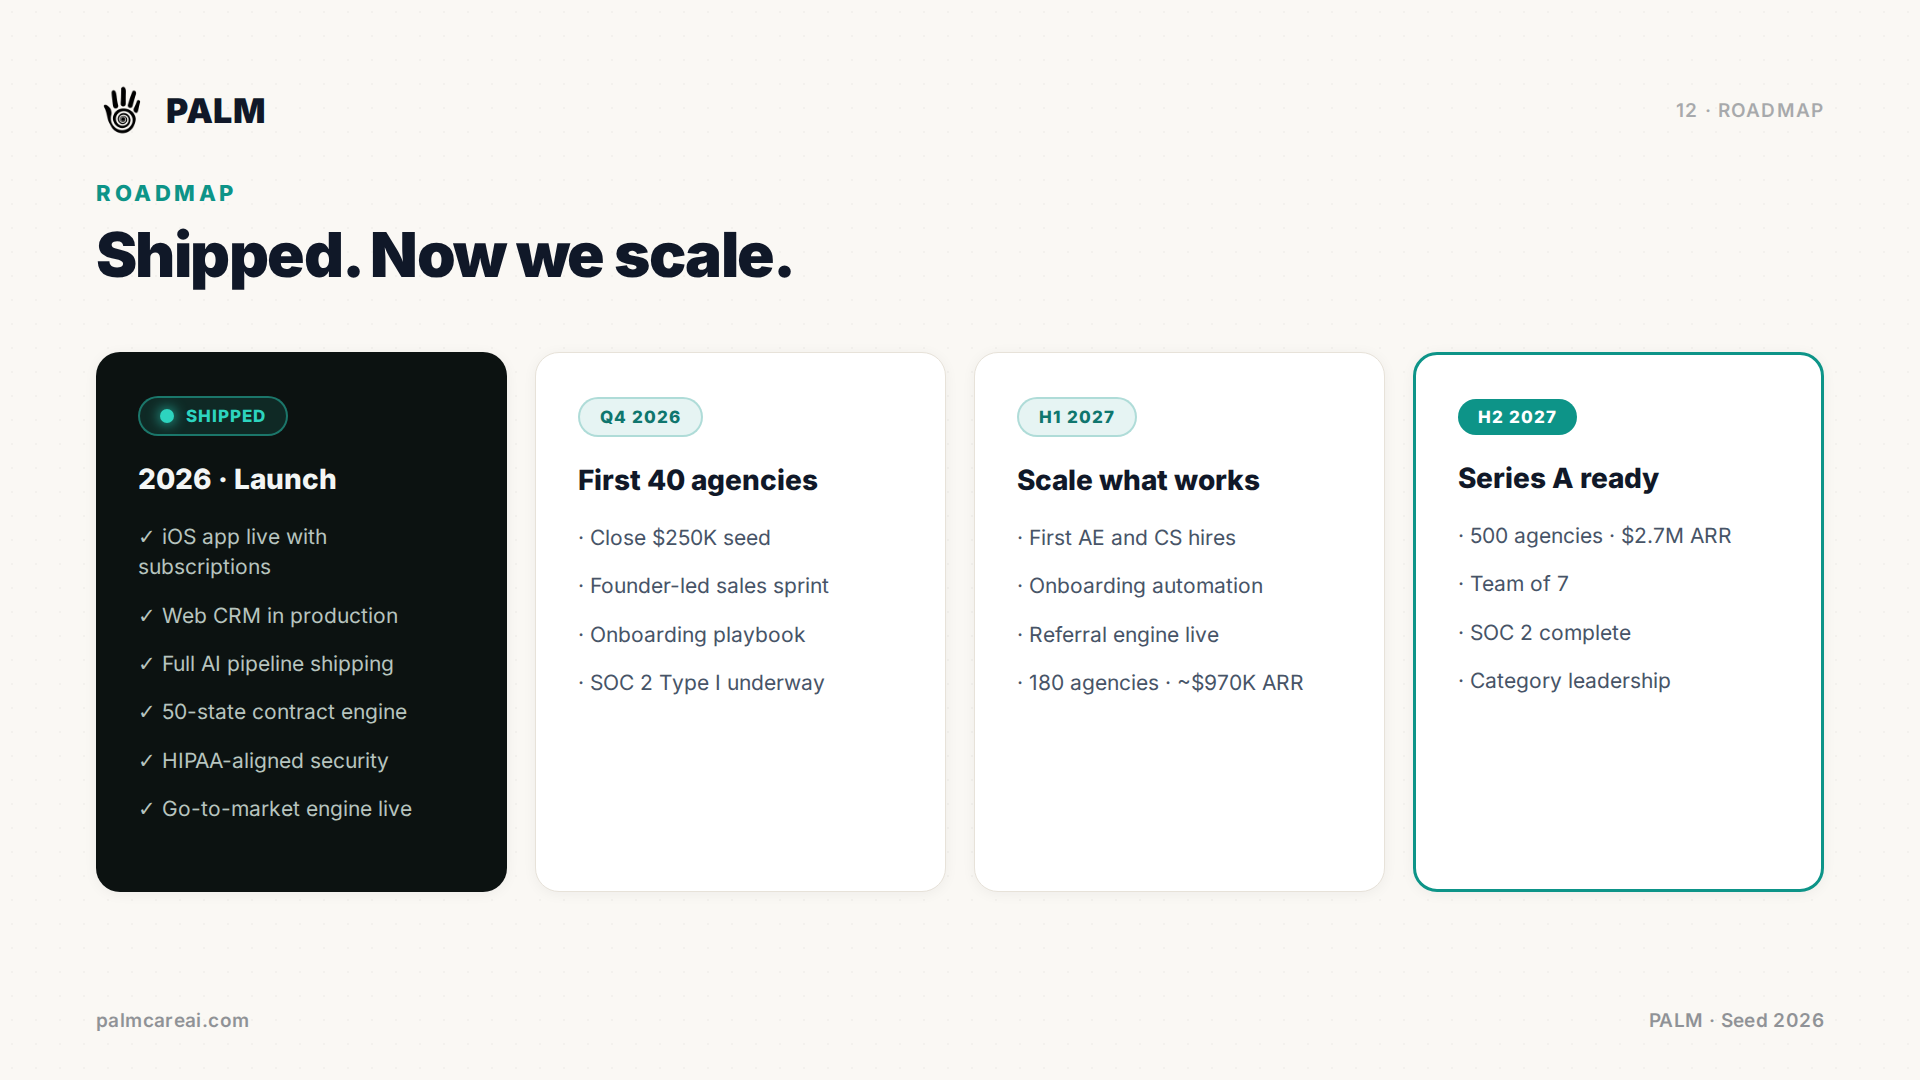 PALM
12 · ROADMAP
ROADMAP
Shipped. Now we scale.
SHIPPED
2026 · Launch
✓ iOS app live with
subscriptions
✓ Web CRM in production
✓ Full AI pipeline shipping
✓ 50-state contract engine
✓ HIPAA-aligned security
✓ Go-to-market engine live
Q4 2026
First 40 agencies
· Close $250K seed
· Founder-led sales sprint
· Onboarding playbook
· SOC 2 Type I underway
H1 2027
Scale what works
· First AE and CS hires
· Onboarding automation
· Referral engine live
· 180 agencies · ~$970K ARR
H2 2027
Series A ready
· 500 agencies · $2.7M ARR
· Team of 7
· SOC 2 complete
· Category leadership
palmcareai.com
PALM · Seed 2026